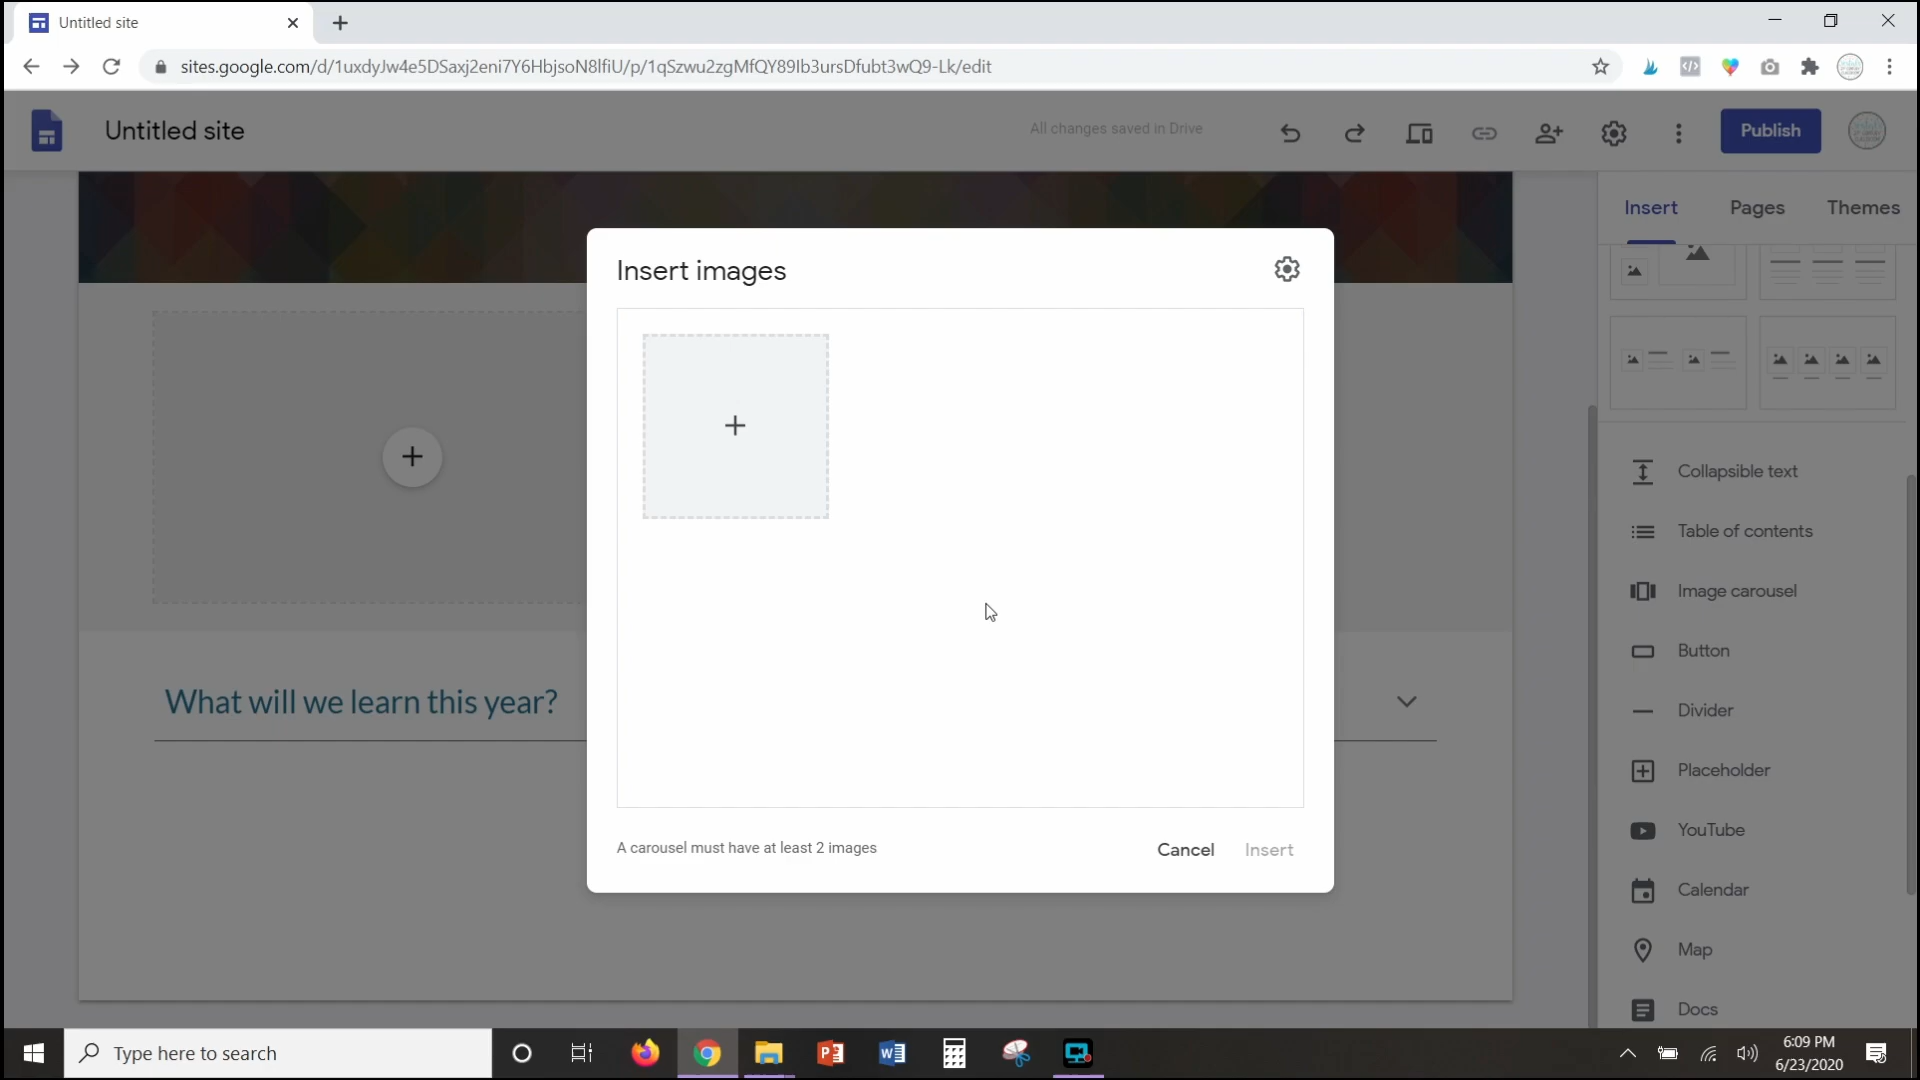 Untitled site
sites.google.com/d/1uxdyJw4e5DSaxj2eni7Y6HbjsoN8lfiU/p/1qSzwu2zgMfQY89Ib3ursDfubt3wQ9-Lk/edit
Untitled site
All changes saved in Drive
Publish
Insert Pages Themes
Insert images
Collapsible text
Table of contents
Image carousel
Button
What will we learn this year?
Divider
Placeholder
YouTube
A carousel must have at least 2 images
Cancel Insert
Calendar
Map
Docs
Type here to search
6:09 PM
6/23/2020